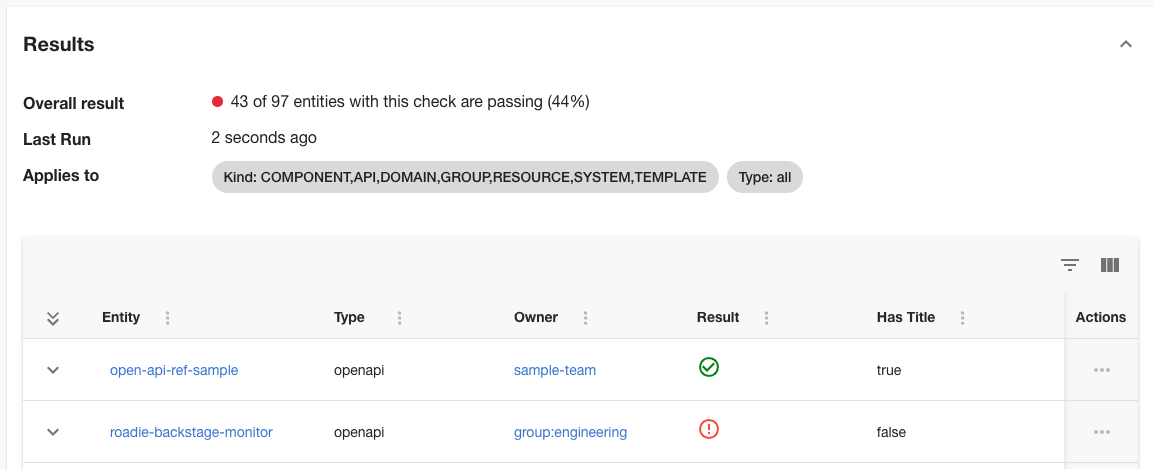 Results
Overall result 43 of 97 entities with this check are passing (44%)
Last Run 2 seconds ago
Applies to Kind: COMPONENT,API,DOMAIN,GROUP,RESOURCE,SYSTEM,TEMPLATE Type: all
Entity Type Owner Result Has Title Actions
open-api-ref-sample openapi sample-team true
roadie-backstage-monitor openapi group:engineering false